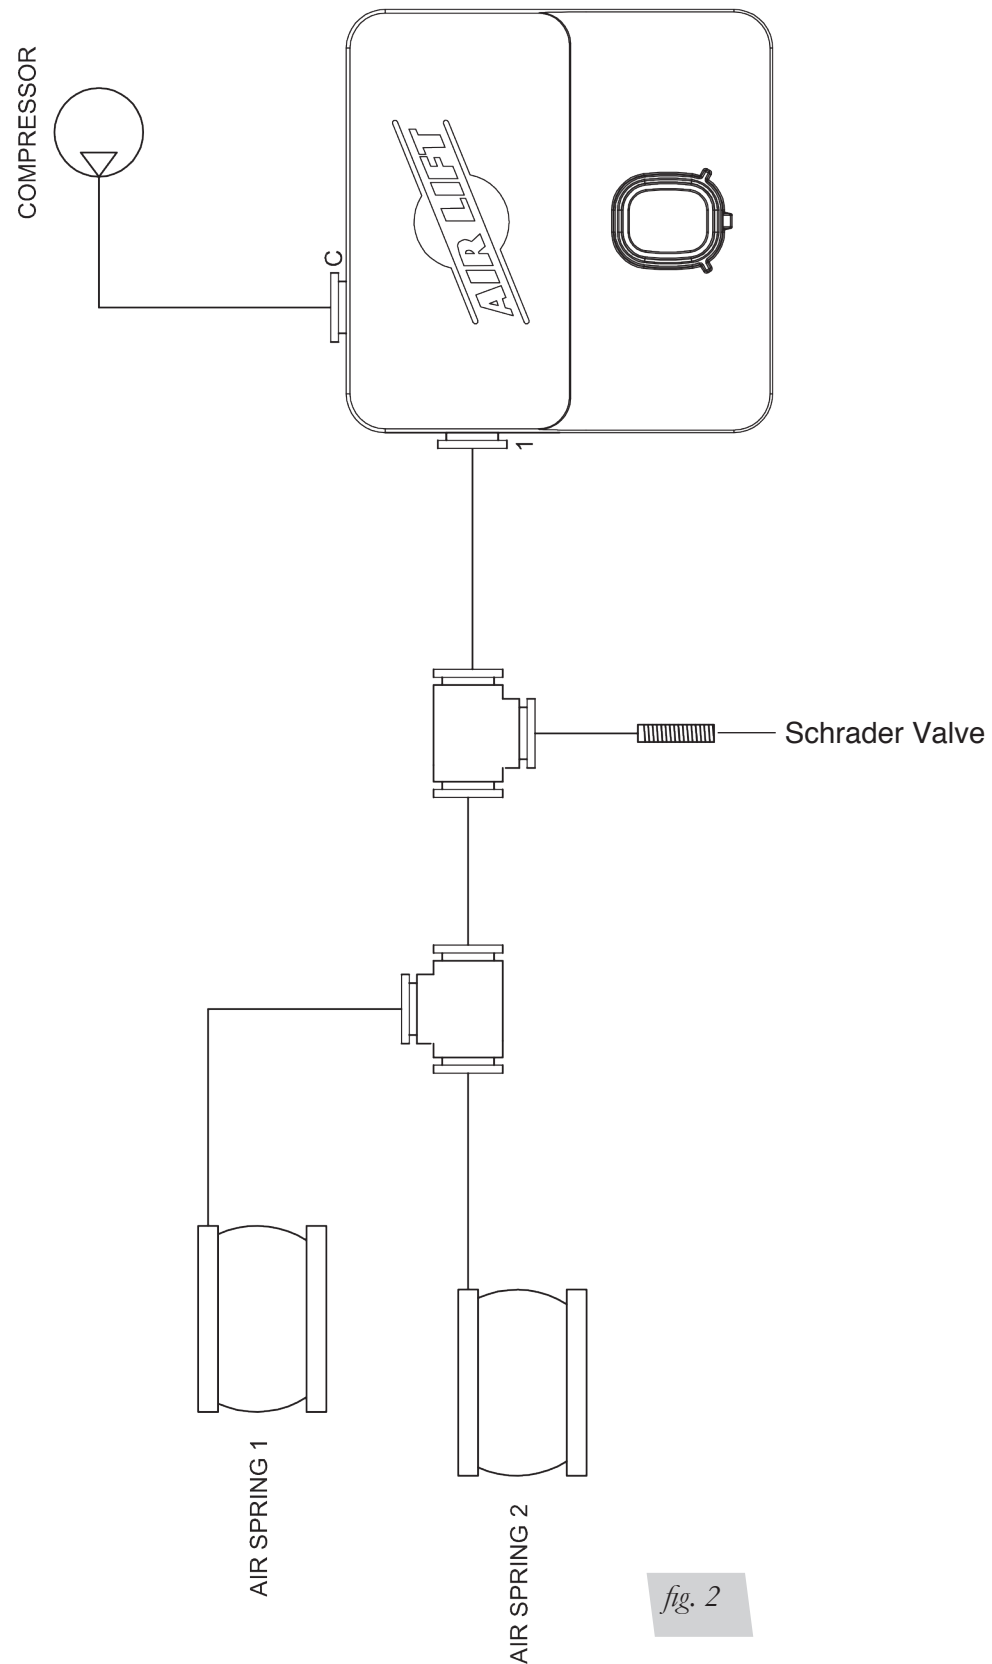 COMPRESSOR
C
AIR LIFT
1
Schrader Valve
AIR SPRING 1
AIR SPRING 2
fig. 2